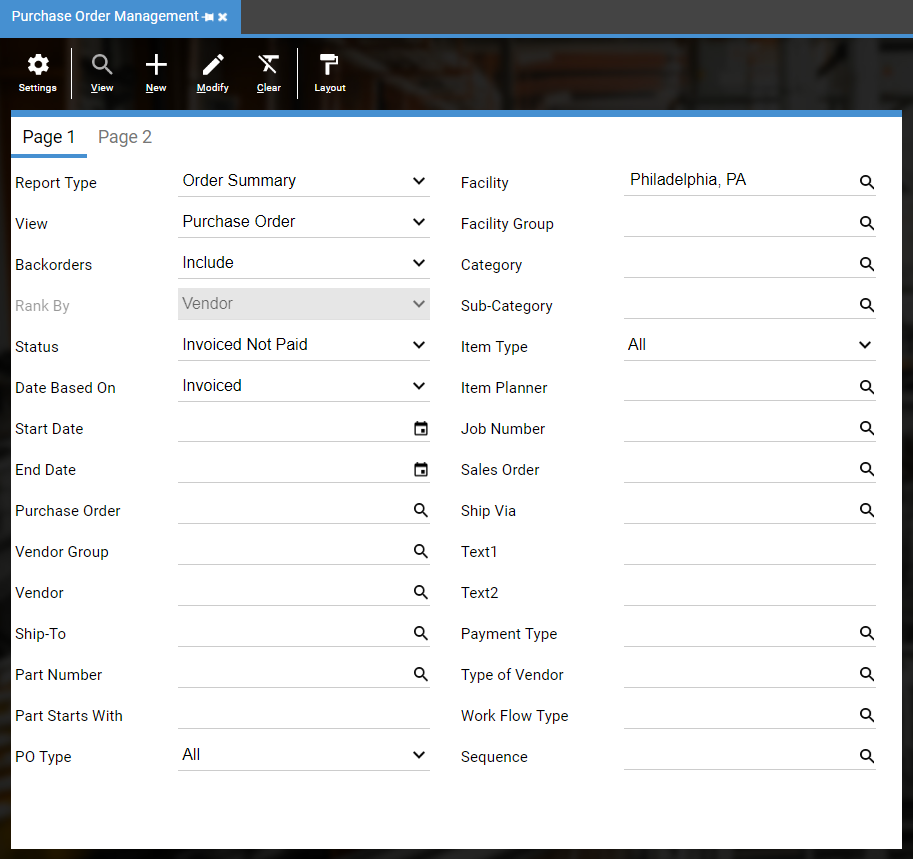 Purchase Order Management
Settings
View
New
Modify
Clear
Layout
Page 1 Page 2
Report Type Order Summary
View Purchase Order
Backorders Include
Rank By Vendor
Status Invoiced Not Paid
Date Based On Invoiced
Start Date
End Date
Purchase Order
Vendor Group
Vendor
Ship-To
Part Number
Part Starts With
PO Type All
Facility Philadelphia, PA
Facility Group
Category
Sub-Category
Item Type All
Item Planner
Job Number
Sales Order
Ship Via
Text1
Text2
Payment Type
Type of Vendor
Work Flow Type
Sequence